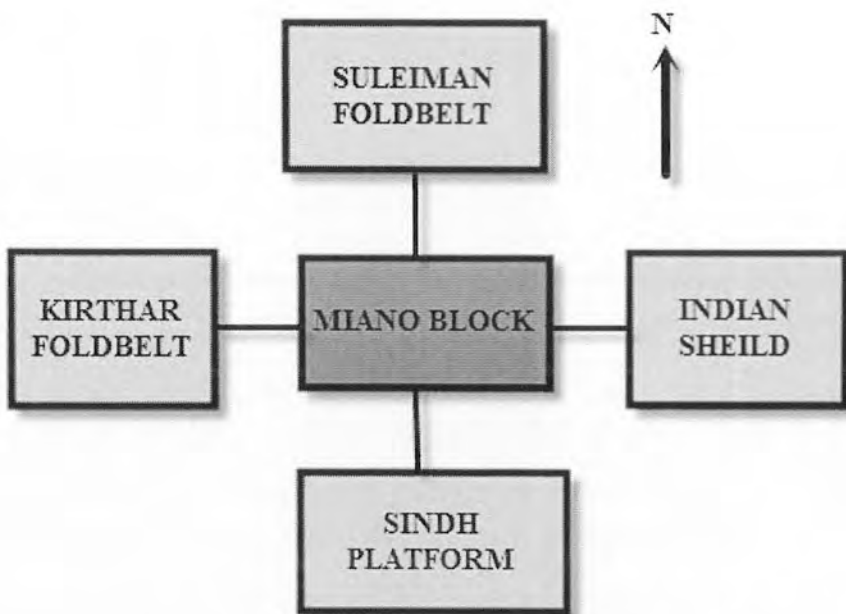 N
SULEIMAN
FOLDBELT
KIRTHAR
FOLDBELT
MIANO BLOCK
INDIAN
SHEILD
SINDH
PLATFORM